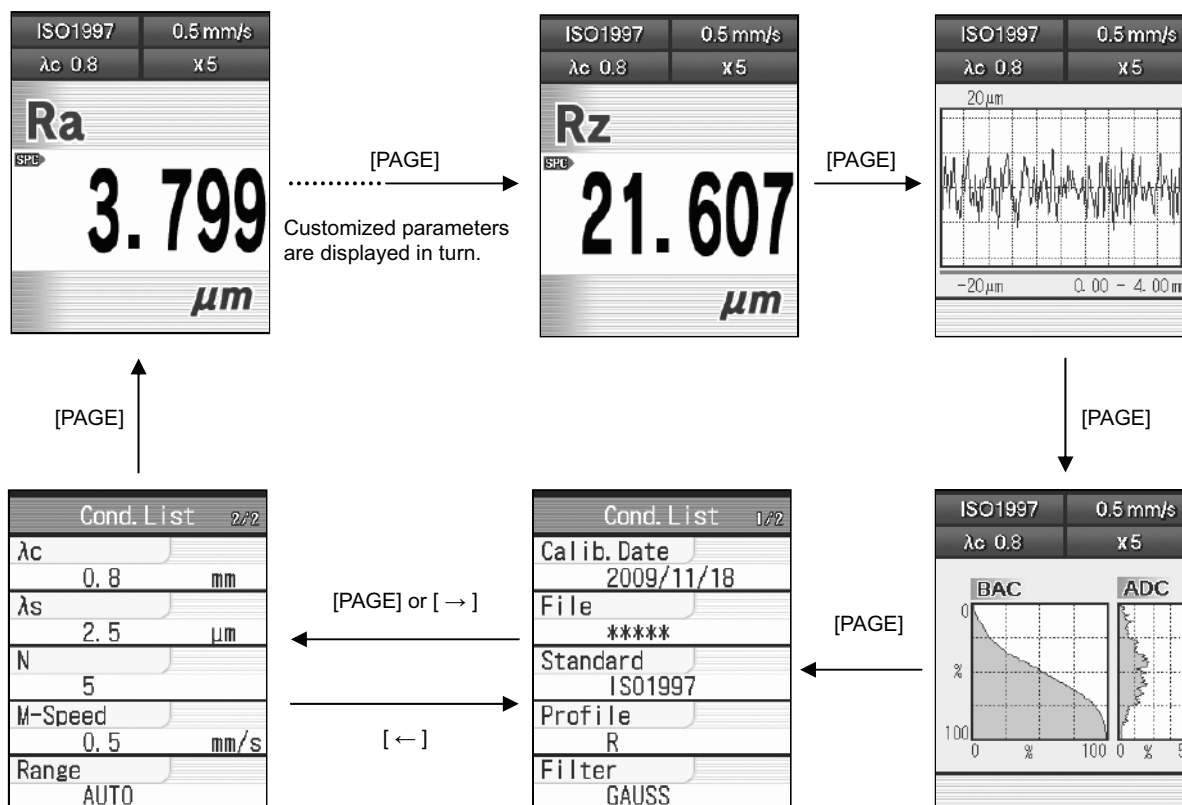 ISO1997 0.5 mm/s
λc 0.8 x5
Ra
SPC
3.799
μm
[PAGE]
Customized parameters
are displayed in turn.
ISO1997 0.5 mm/s
λc 0.8 x5
Rz
SPC
21.607
μm
[PAGE]
ISO1997 0.5 mm/s
λc 0.8 x5
20μm
-20μm 0.00 - 4.00m
[PAGE]
[PAGE]
Cond.List 2/2
λc
0.8 mm
λs
2.5 μm
N
5
M-Speed
0.5 mm/s
Range
AUTO
[PAGE] or [ → ]
[ ← ]
Cond.List 1/2
Calib.Date
2009/11/18
File
*****
Standard
ISO1997
Profile
R
Filter
GAUSS
[PAGE]
ISO1997 0.5 mm/s
λc 0.8 x5
BAC ADC
0
%
100
0 % 100 0 % 5